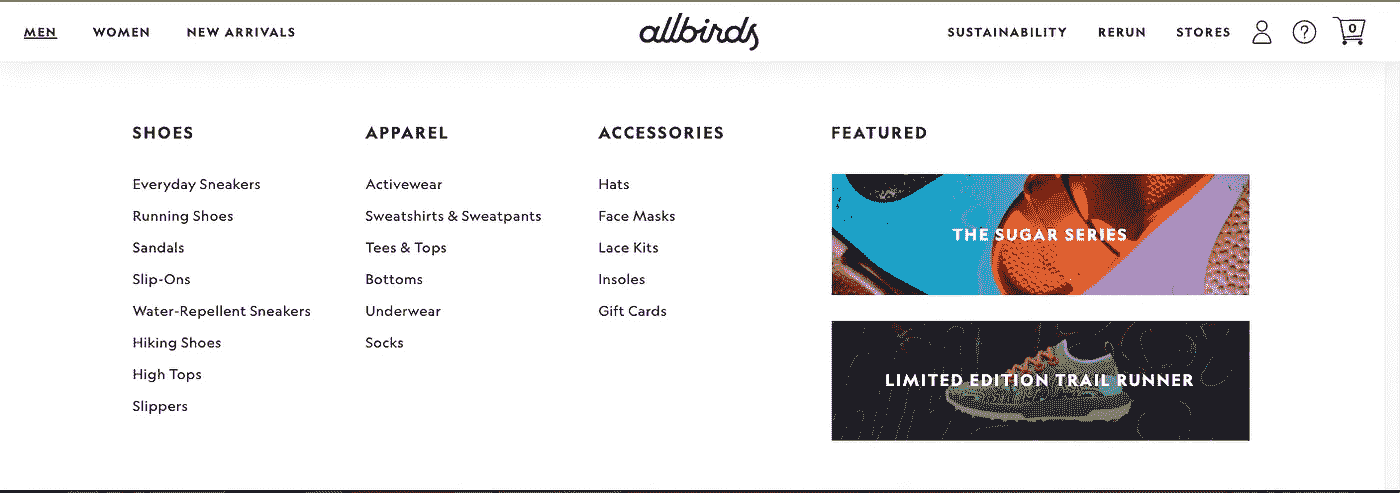 MEN WOMEN NEW ARRIVALS allbirds SUSTAINABILITY RERUN STORES ? 0
SHOES
Everyday Sneakers
Running Shoes
Sandals
Slip-Ons
Water-Repellent Sneakers
Hiking Shoes
High Tops
Slippers
APPAREL
Activewear
Sweatshirts & Sweatpants
Tees & Tops
Bottoms
Underwear
Socks
ACCESSORIES
Hats
Face Masks
Lace Kits
Insoles
Gift Cards
FEATURED
THE SUGAR SERIES
LIMITED EDITION TRAIL RUNNER